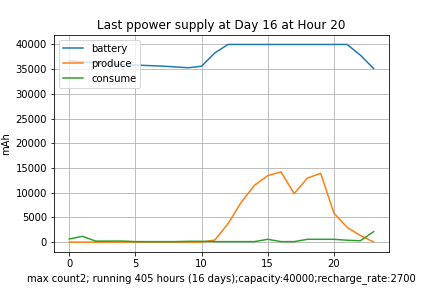 Last ppower supply at Day 16 at Hour 20
40000
35000
30000
25000
20000
15000
10000
5000
0
mAh
battery
produce
consume
0 5 10 15 20
max count2; running 405 hours (16 days);capacity:40000;recharge_rate:2700